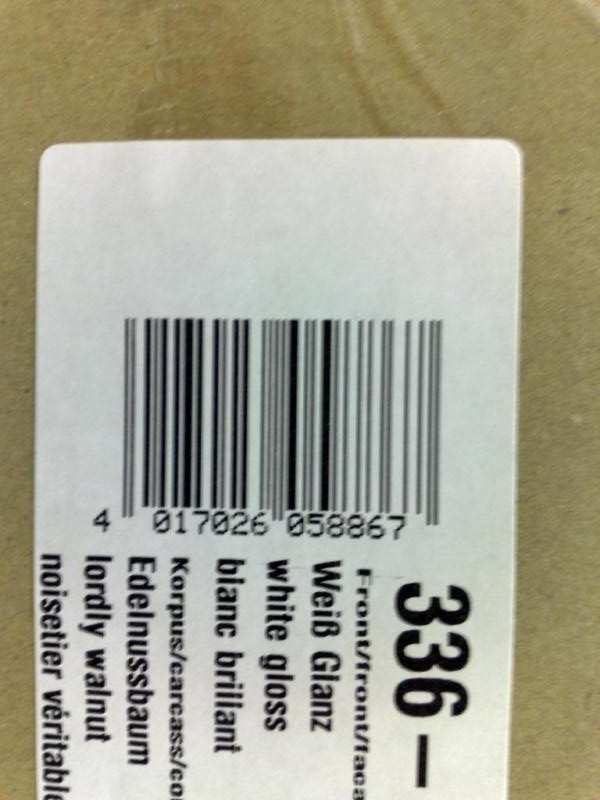 4 017026 058867
336 –
Front/front/faca
Weiß Glanz
white gloss
blanc brillant
Korpus/carcass/co
Edelnussbaum
lordly walnut
noisetier véritabl